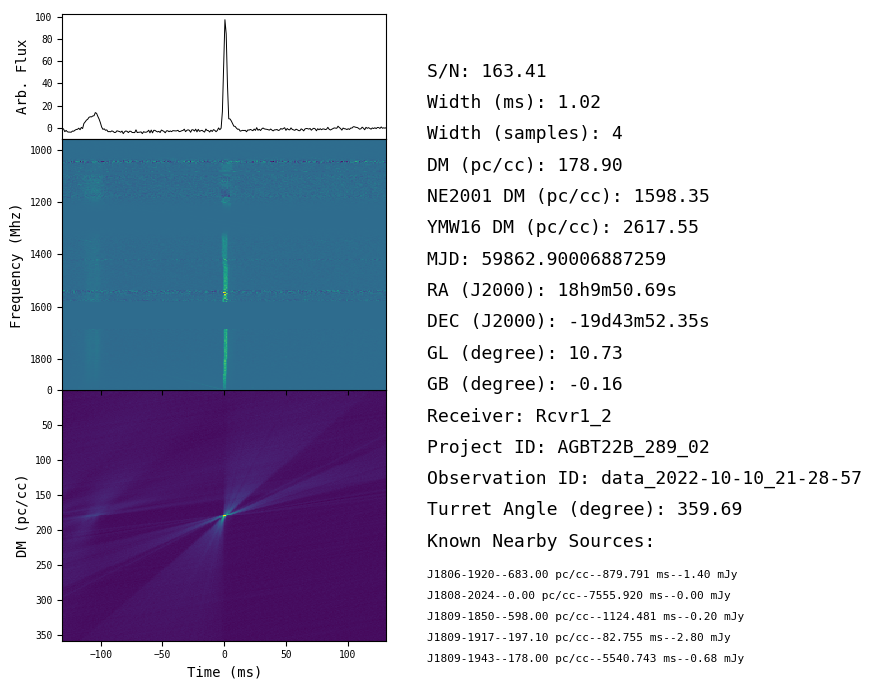 100
80
60
40
20
0
Arb. Flux
1000
1200
1400
1600
1800
Frequency (Mhz)
0
50
100
150
200
250
300
350
DM (pc/cc)
−100
−50
0
50
100
Time (ms)
S/N: 163.41
Width (ms): 1.02
Width (samples): 4
DM (pc/cc): 178.90
NE2001 DM (pc/cc): 1598.35
YMW16 DM (pc/cc): 2617.55
MJD: 59862.90006887259
RA (J2000): 18h9m50.69s
DEC (J2000): -19d43m52.35s
GL (degree): 10.73
GB (degree): -0.16
Receiver: Rcvr1_2
Project ID: AGBT22B_289_02
Observation ID: data_2022-10-10_21-28-57
Turret Angle (degree): 359.69
Known Nearby Sources:
J1806-1920--683.00 pc/cc--879.791 ms--1.40 mJy
J1808-2024--0.00 pc/cc--7555.920 ms--0.00 mJy
J1809-1850--598.00 pc/cc--1124.481 ms--0.20 mJy
J1809-1917--197.10 pc/cc--82.755 ms--2.80 mJy
J1809-1943--178.00 pc/cc--5540.743 ms--0.68 mJy